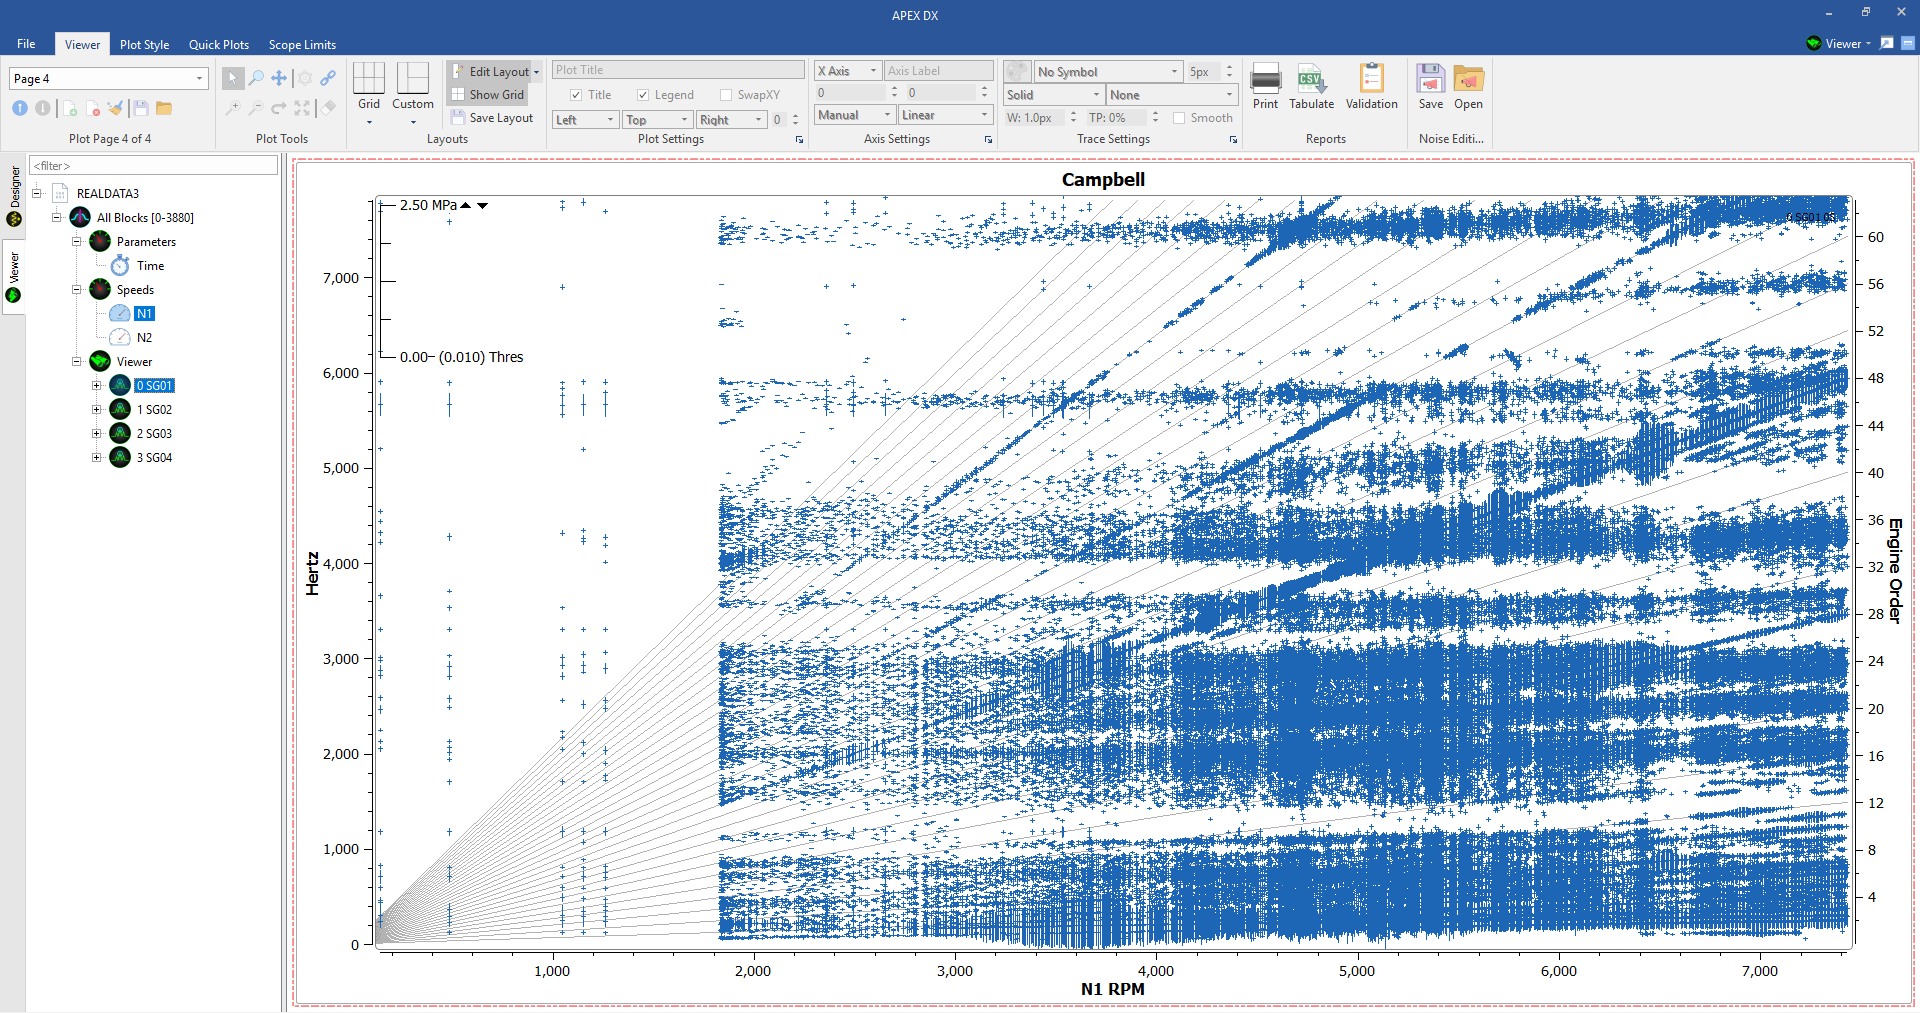 APEX DX
File Viewer Plot Style Quick Plots Scope Limits Viewer
Page 4
Edit Layout
Show Grid
Save Layout
Grid Custom
Plot Title
Title Legend SwapXY
Left Top Right 0
X Axis Axis Label
0 0
Manual Linear
No Symbol 5px
Solid None
W: 1.0px TP: 0% Smooth
Print Tabulate Validation Save Open
CSV
Plot Page 4 of 4 Plot Tools Layouts Plot Settings Axis Settings Trace Settings Reports Noise Editi...
Designer
Viewer
<filter>
REALDATA3
All Blocks [0-3880]
Parameters
Time
Speeds
N1
N2
Viewer
0 SG01
1 SG02
2 SG03
3 SG04
Campbell
2.50 MPa
0.00 (0.010) Thres
Hertz
7,000
6,000
5,000
4,000
3,000
2,000
1,000
0
1,000 2,000 3,000 4,000 5,000 6,000 7,000
N1 RPM
60
56
52
48
44
40
36
32
28
24
20
16
12
8
4
Engine Order